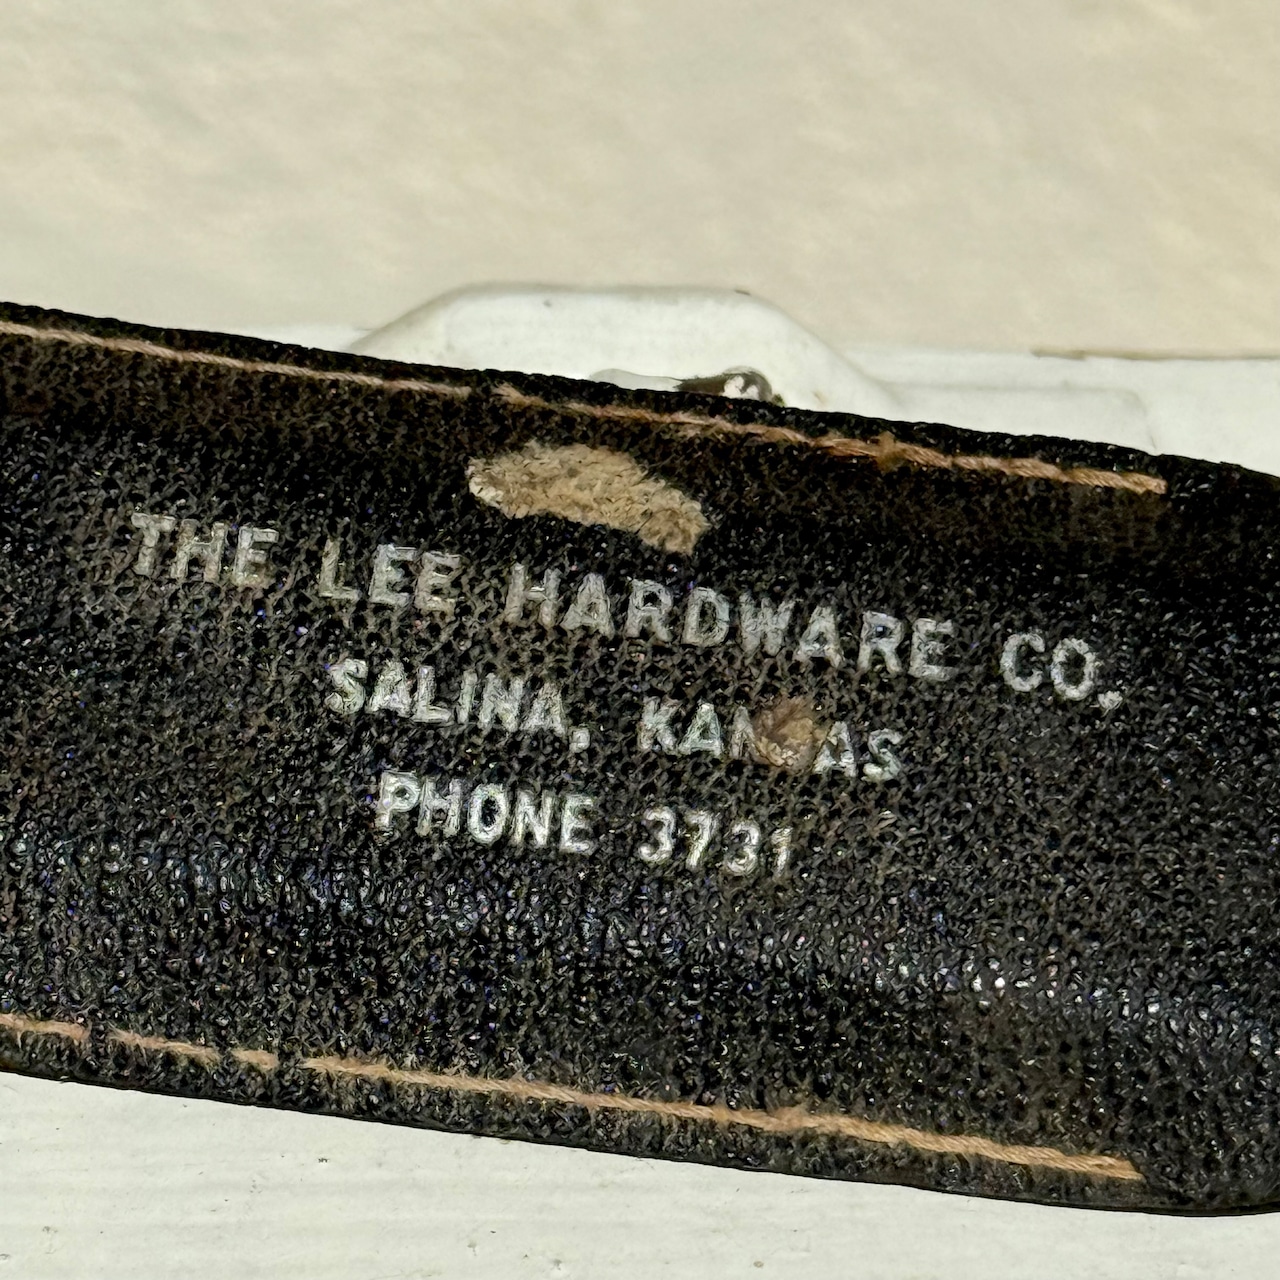 THE LEE HARDWARE CO.
SALINA, KANSAS
PHONE 3731